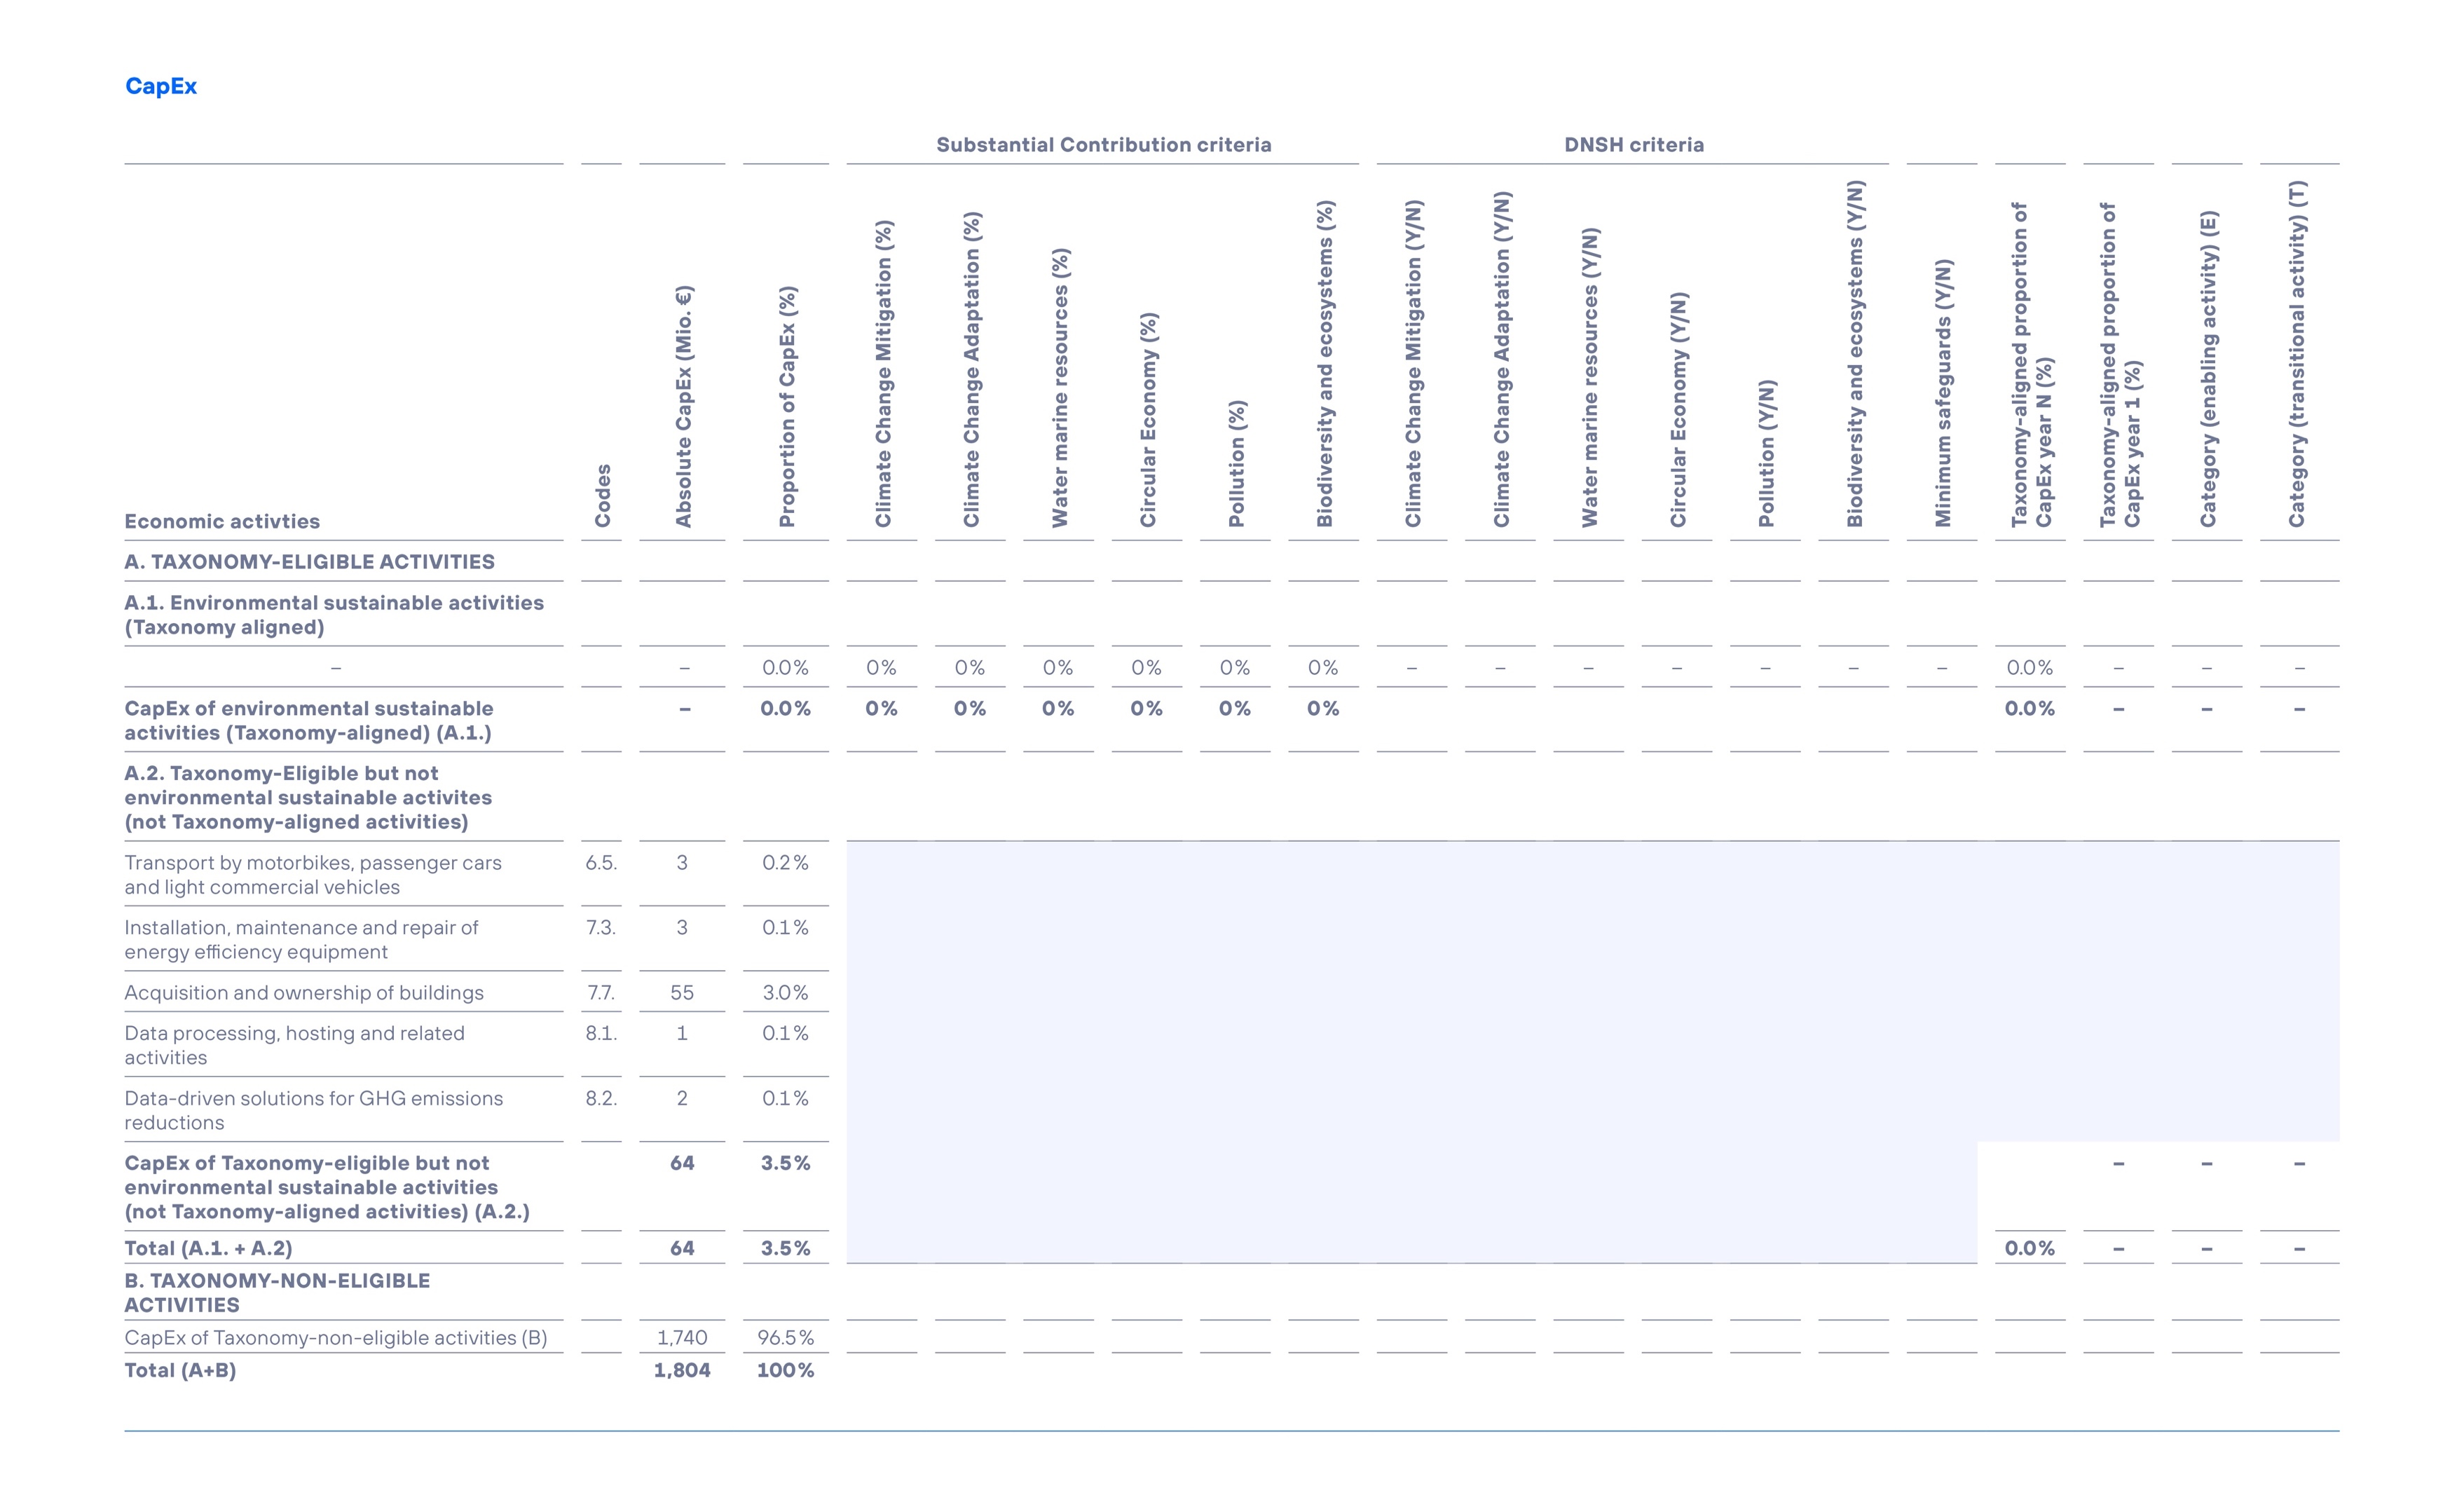 CapEx
Substantial Contribution criteria
DNSH criteria
Economic activties
Codes
Absolute CapEx (Mio. €)
Proportion of CapEx (%)
Climate Change Mitigation (%)
Climate Change Adaptation (%)
Water marine resources (%)
Circular Economy (%)
Pollution (%)
Biodiversity and ecosystems (%)
Climate Change Mitigation (Y/N)
Climate Change Adaptation (Y/N)
Water marine resources (Y/N)
Circular Economy (Y/N)
Pollution (Y/N)
Biodiversity and ecosystems (Y/N)
Minimum safeguards (Y/N)
Taxonomy-aligned proportion of
CapEx year N (%)
Taxonomy-aligned proportion of
CapEx year 1 (%)
Category (enabling activity) (E)
Category (transitional activity) (T)
A. TAXONOMY-ELIGIBLE ACTIVITIES
A.1. Environmental sustainable activities
(Taxonomy aligned)
– – 0.0% 0% 0% 0% 0% 0% 0% – – – – – – – 0.0% – – –
CapEx of environmental sustainable – 0.0% 0% 0% 0% 0% 0% 0% 0.0% – – –
activities (Taxonomy-aligned) (A.1.)
A.2. Taxonomy-Eligible but not
environmental sustainable activites
(not Taxonomy-aligned activities)
Transport by motorbikes, passenger cars 6.5. 3 0.2%
and light commercial vehicles
Installation, maintenance and repair of 7.3. 3 0.1%
energy efficiency equipment
Acquisition and ownership of buildings 7.7. 55 3.0%
Data processing, hosting and related 8.1. 1 0.1%
activities
Data-driven solutions for GHG emissions 8.2. 2 0.1%
reductions
CapEx of Taxonomy-eligible but not 64 3.5% – – –
environmental sustainable activities
(not Taxonomy-aligned activities) (A.2.)
Total (A.1. + A.2) 64 3.5% 0.0% – – –
B. TAXONOMY-NON-ELIGIBLE
ACTIVITIES
CapEx of Taxonomy-non-eligible activities (B) 1,740 96.5%
Total (A+B) 1,804 100%